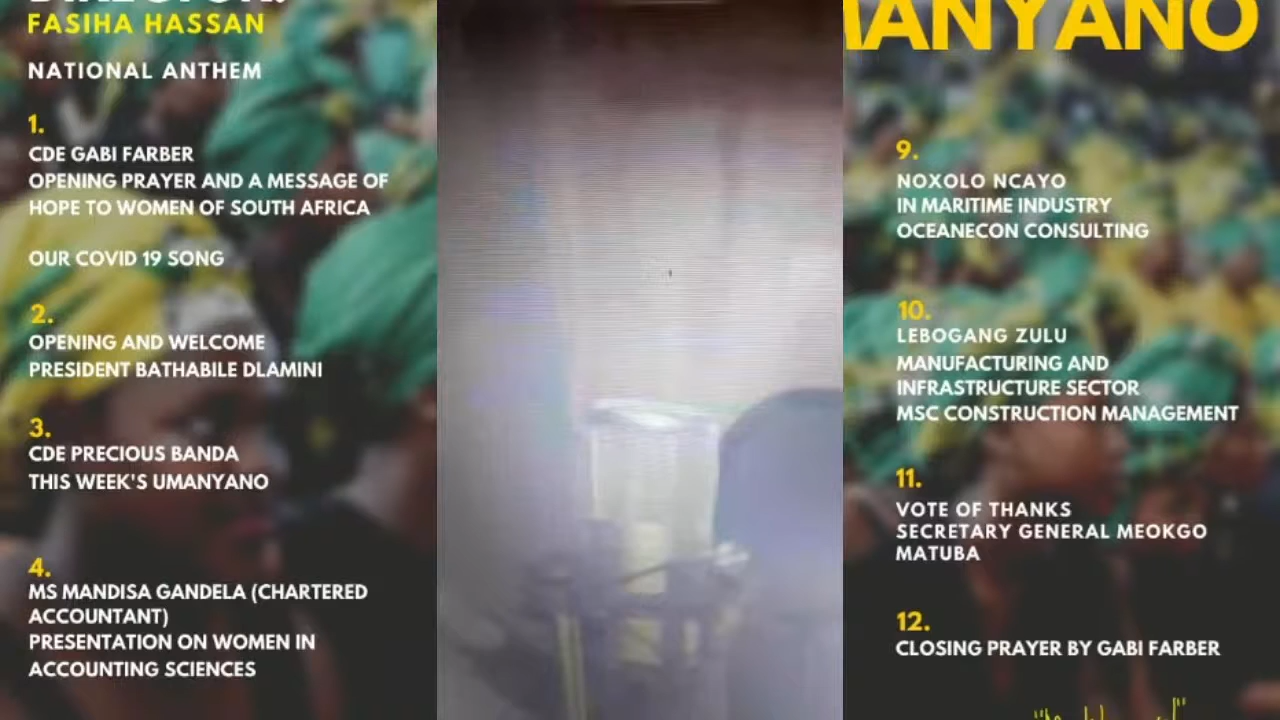 DIRECTOR:
FASIHA HASSAN
NATIONAL ANTHEM
1.
CDE GABI FARBER
OPENING PRAYER AND A MESSAGE OF
HOPE TO WOMEN OF SOUTH AFRICA
OUR COVID 19 SONG
2.
OPENING AND WELCOME
PRESIDENT BATHABILE DLAMINI
3.
CDE PRECIOUS BANDA
THIS WEEK'S UMANYANO
4.
MS MANDISA GANDELA (CHARTERED
ACCOUNTANT)
PRESENTATION ON WOMEN IN
ACCOUNTING SCIENCES
MANYANO
9.
NOXOLO NCAYO
IN MARITIME INDUSTRY
OCEANECON CONSULTING
10.
LEBOGANG ZULU
MANUFACTURING AND
INFRASTRUCTURE SECTOR
MSC CONSTRUCTION MANAGEMENT
11.
VOTE OF THANKS
SECRETARY GENERAL MEOKGO
MATUBA
12.
CLOSING PRAYER BY GABI FARBER